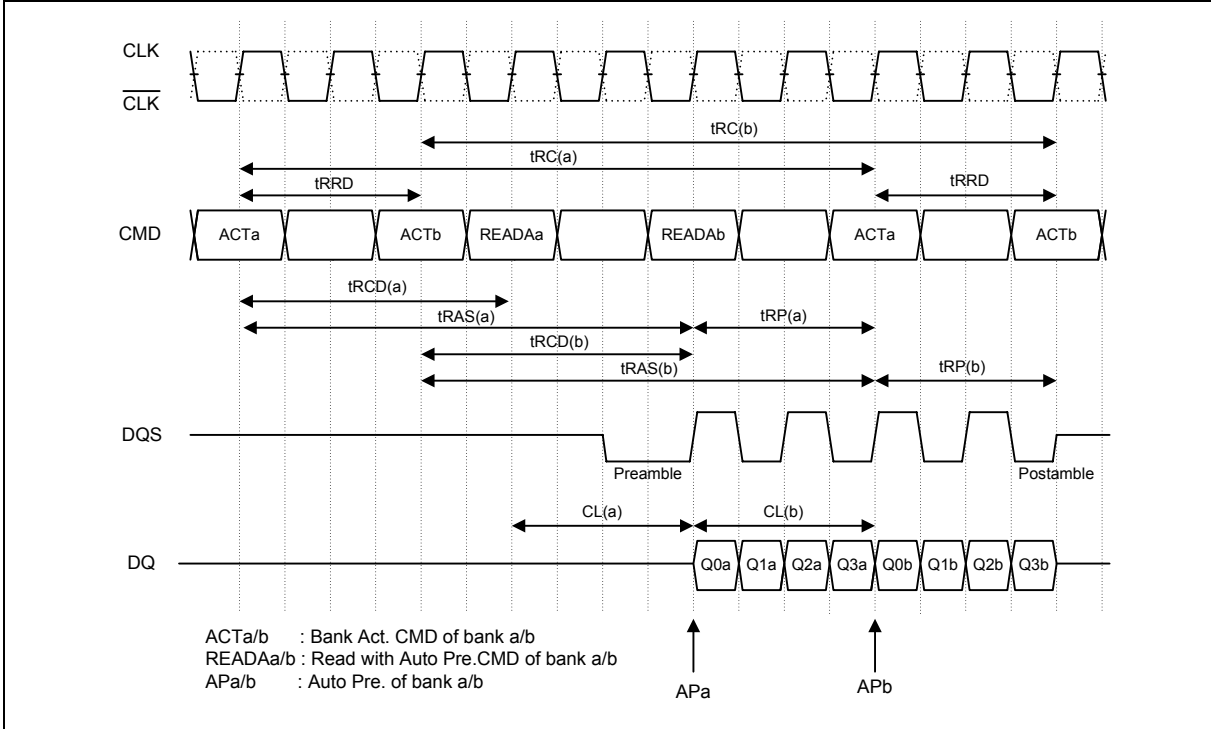 CLK
CLK
tRC(b)
tRC(a)
tRRD tRRD
CMD ACTa ACTb READAa READAb ACTa ACTb
tRCD(a)
tRAS(a) tRP(a)
tRCD(b)
tRAS(b) tRP(b)
DQS
Preamble Postamble
CL(a) CL(b)
DQ Q0a Q1a Q2a Q3a Q0b Q1b Q2b Q3b
ACTa/b : Bank Act. CMD of bank a/b
READAa/b : Read with Auto Pre.CMD of bank a/b
APa/b : Auto Pre. of bank a/b
APa APb